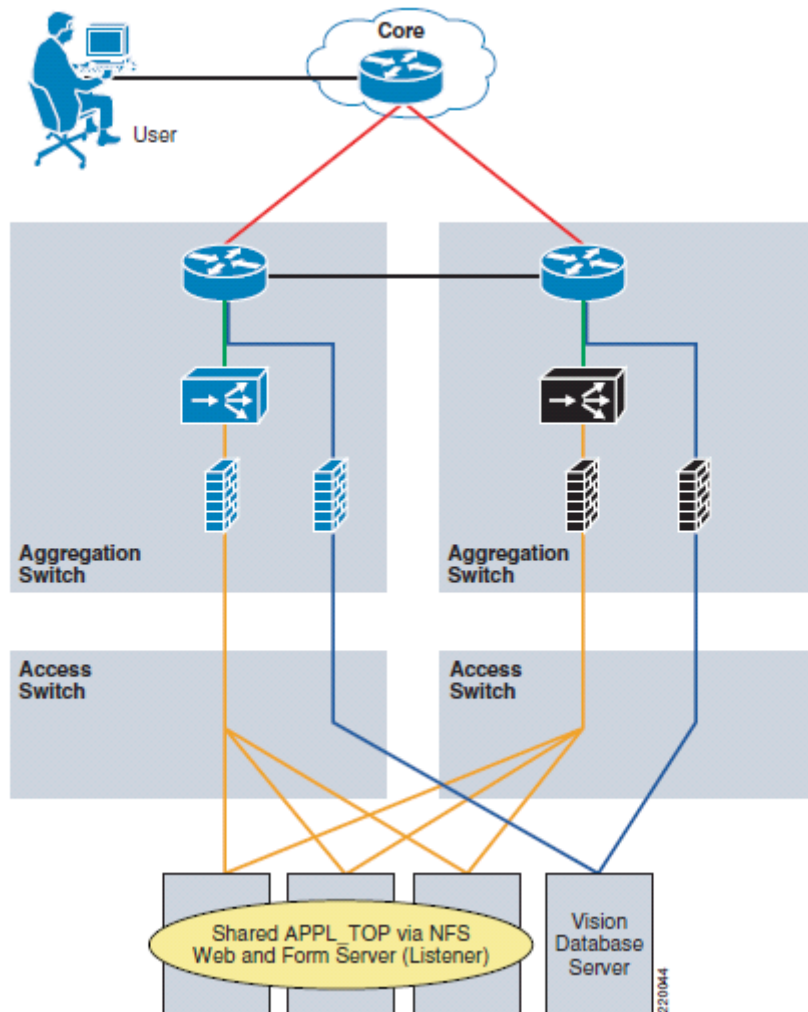 Core
User
Aggregation
Switch
Aggregation
Switch
Access
Switch
Access
Switch
Shared APPL_TOP via NFS
Web and Form Server (Listener)
Vision
Database
Server
220044